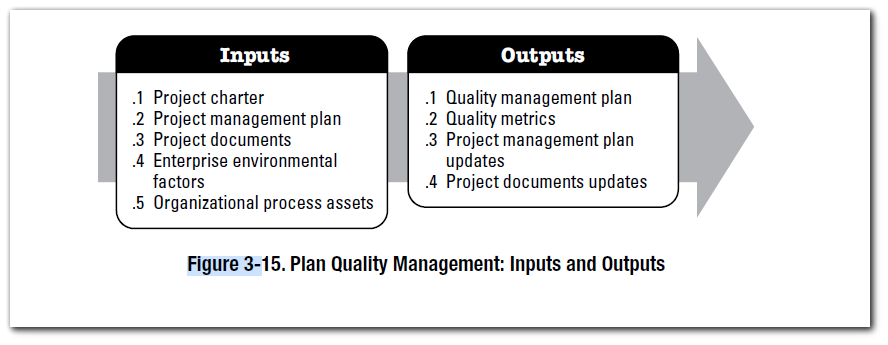 Inputs
.1 Project charter
.2 Project management plan
.3 Project documents
.4 Enterprise environmental
factors
.5 Organizational process assets
Outputs
.1 Quality management plan
.2 Quality metrics
.3 Project management plan
updates
.4 Project documents updates
Figure 3-15. Plan Quality Management: Inputs and Outputs